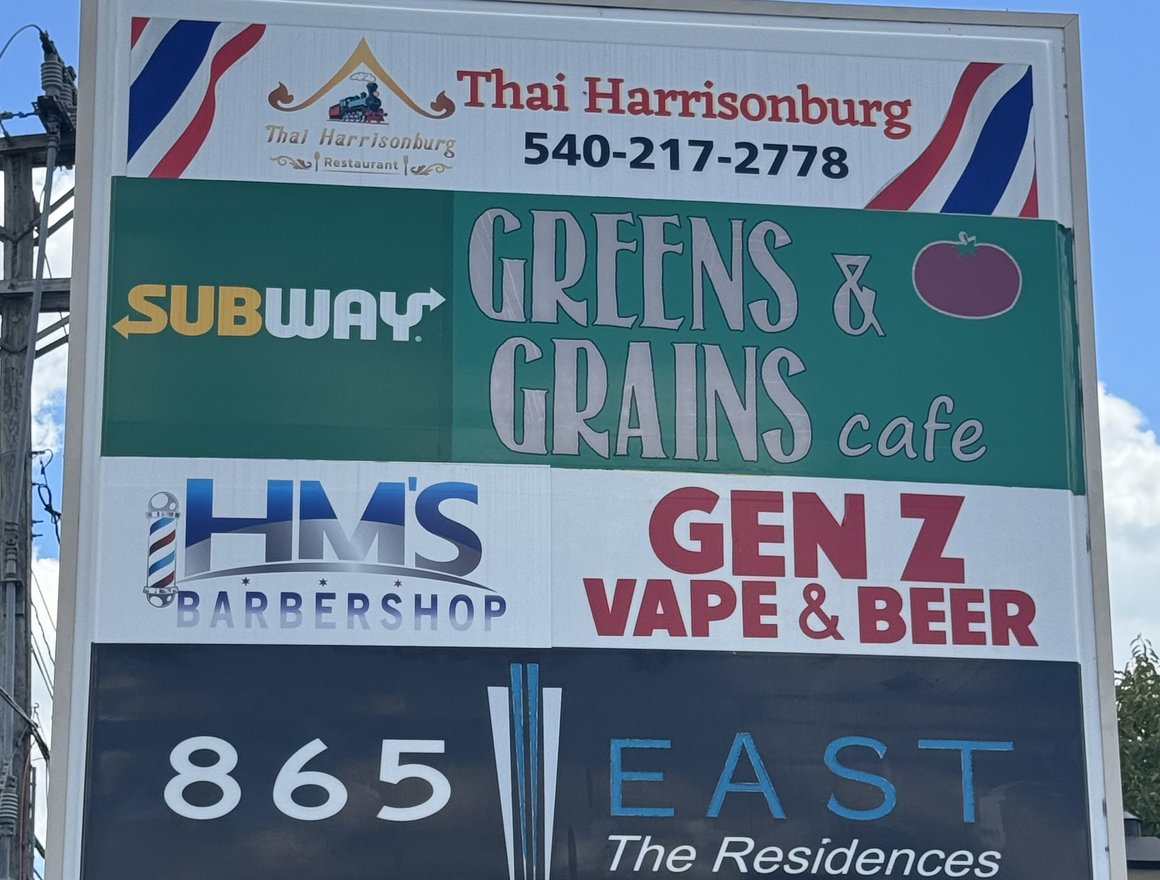 Thai Harrisonburg
Restaurant
Thai Harrisonburg
540-217-2778
SUBWAY
GREENS &
GRAINS cafe
HM'S
BARBERSHOP
GEN Z
VAPE & BEER
865 EAST
The Residences